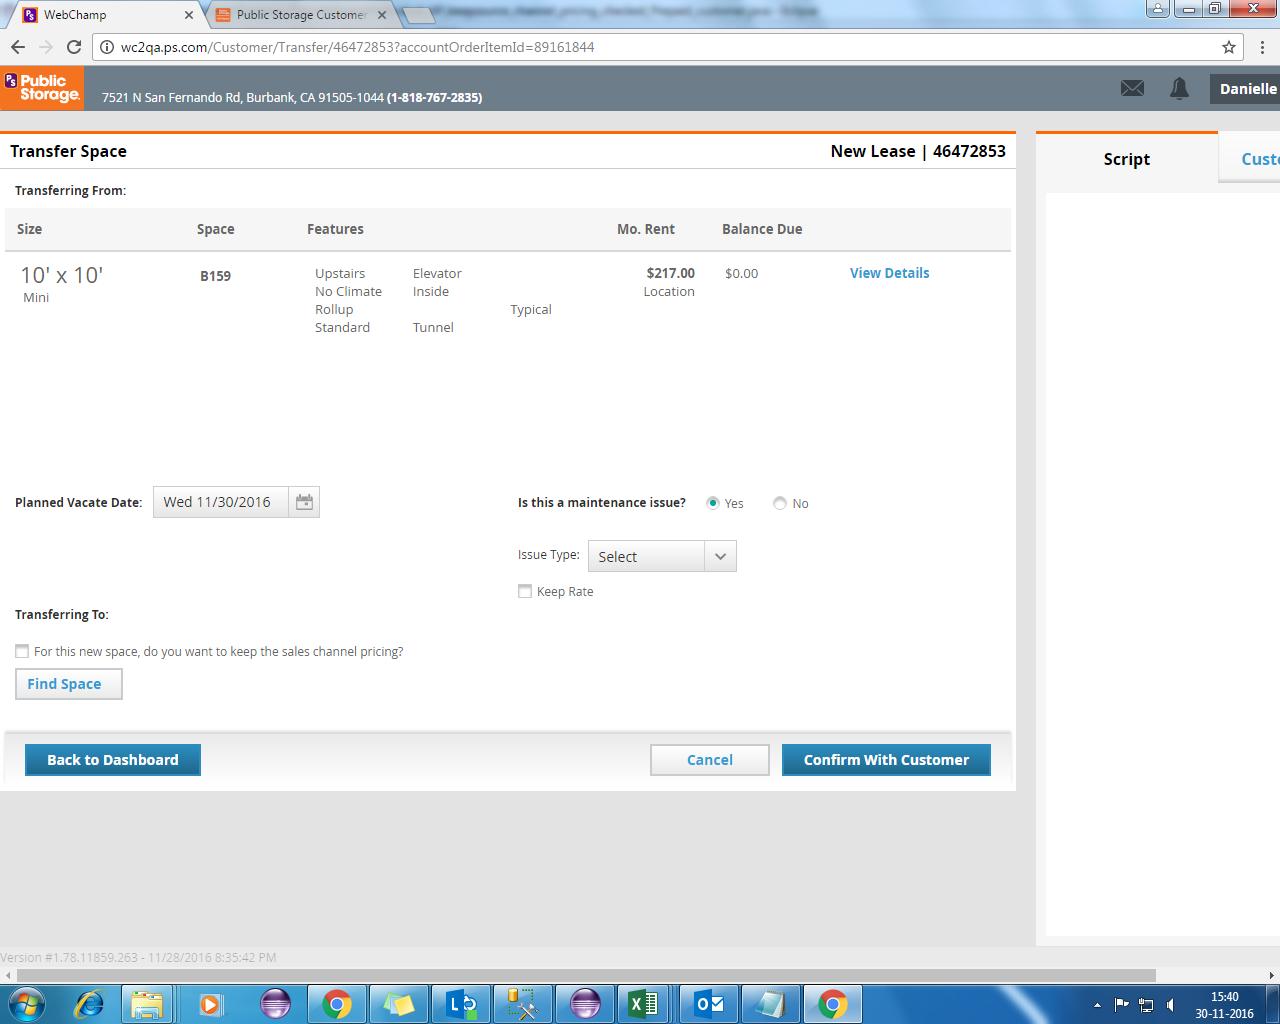 WebChamp
Public Storage Customer
wc2qa.ps.com/Customer/Transfer/46472853?accountOrderItemId=89161844
PS Public Storage.
7521 N San Fernando Rd, Burbank, CA 91505-1044 (1-818-767-2835)
Danielle
Transfer Space
New Lease | 46472853
Script
Custo
Transferring From:
Size Space Features Mo. Rent Balance Due
10' x 10' B159 Upstairs Elevator $217.00 $0.00 View Details
Mini No Climate Inside Location
Rollup Typical
Standard Tunnel
Planned Vacate Date: Wed 11/30/2016
Is this a maintenance issue? Yes No
Issue Type: Select
Keep Rate
Transferring To:
For this new space, do you want to keep the sales channel pricing?
Find Space
Back to Dashboard Cancel Confirm With Customer
Version #1.78.11859.263 - 11/28/2016 8:35:42 PM
15:40
30-11-2016